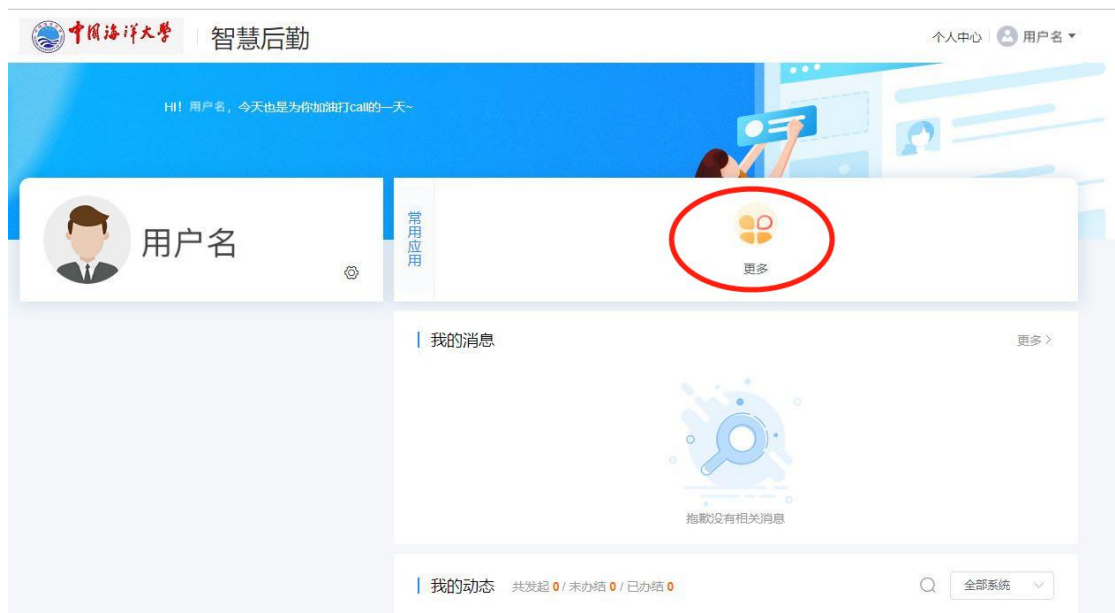 中国海洋大学 智慧后勤 个人中心 用户名
HI! 用户名，今天也是为你加油打call的一天~
用户名
常用应用
更多
我的消息 更多
抱歉没有相关消息
我的动态 共发起 0 / 未办结 0 / 已办结 0 全部系统